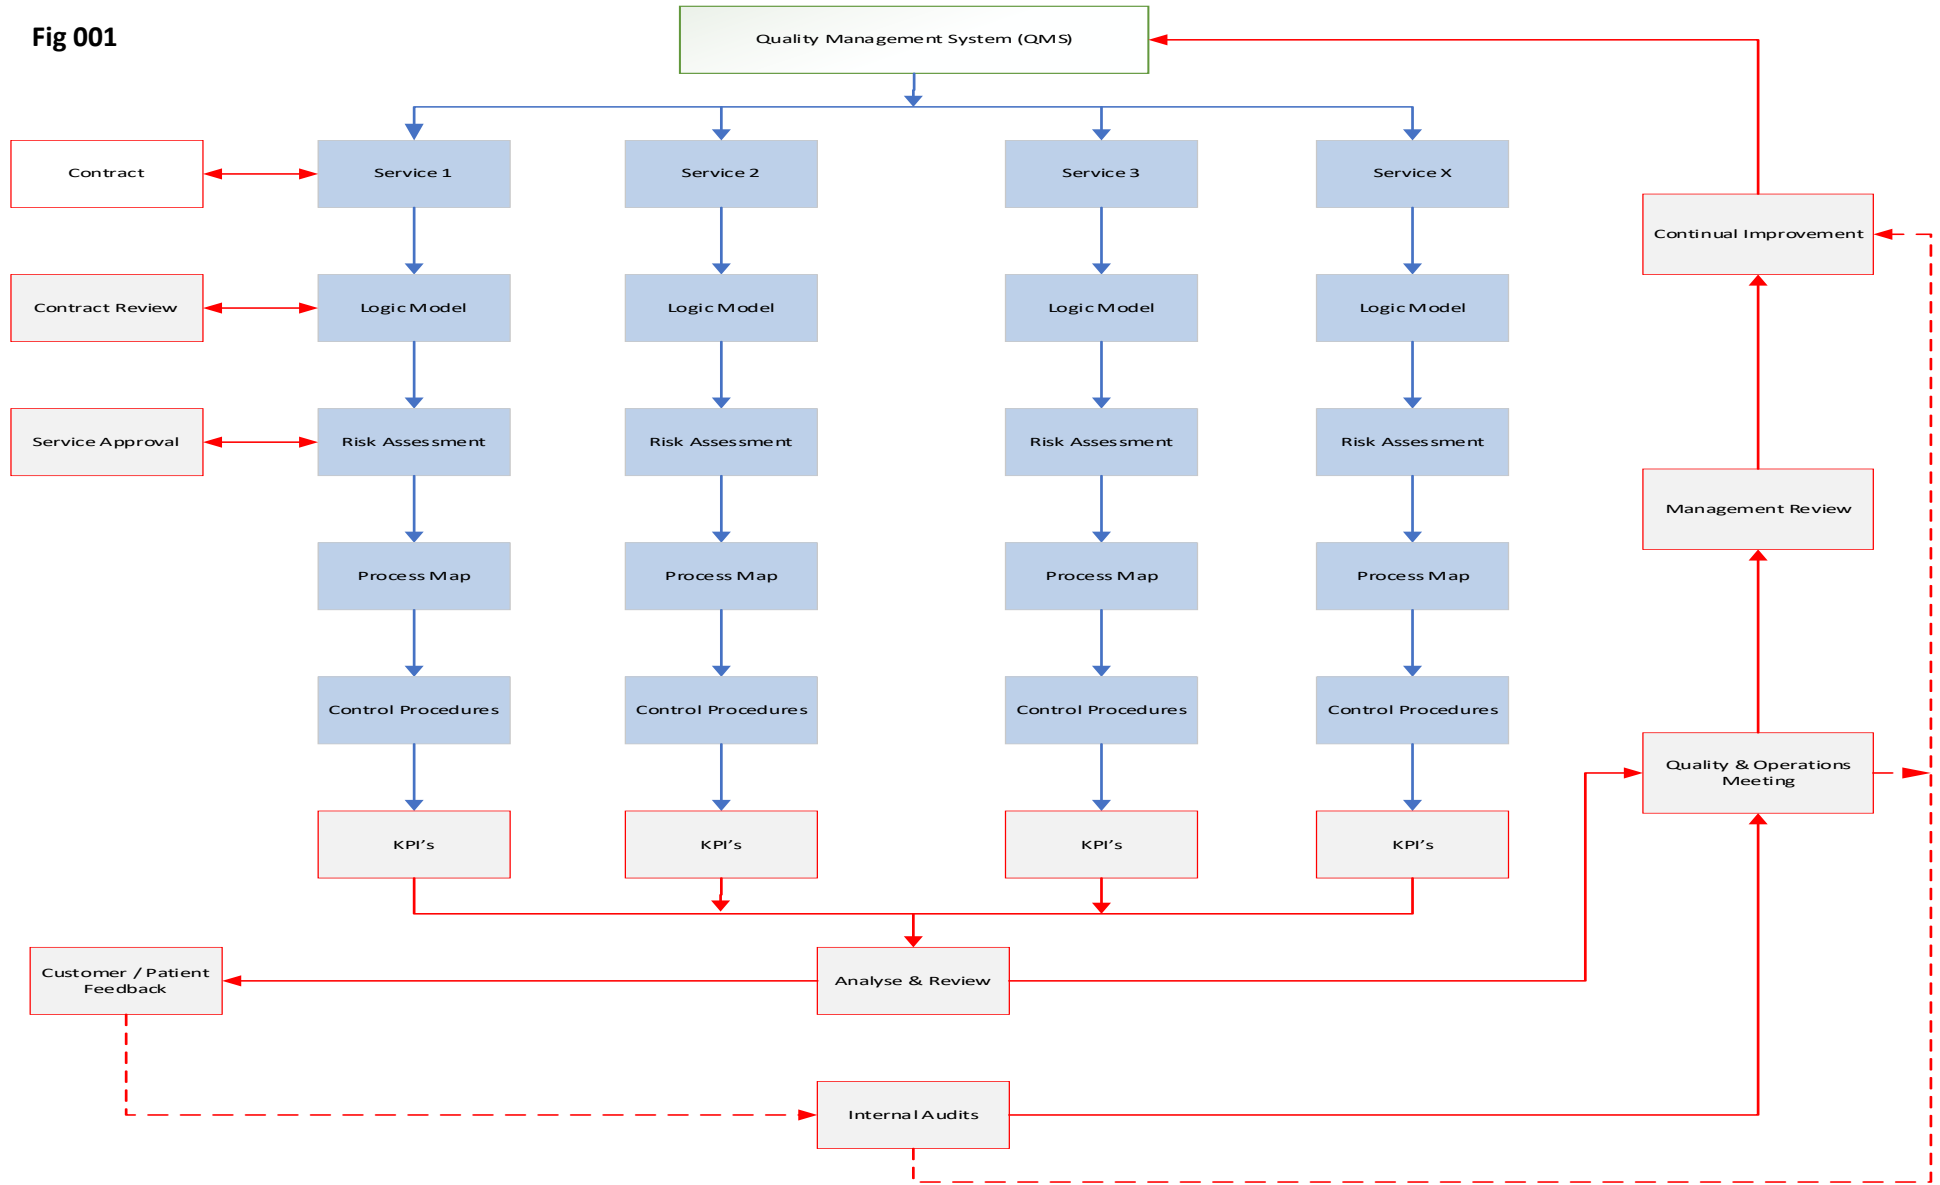 Fig 001
Quality Management System (QMS)
Contract
Service 1
Service 2
Service 3
Service X
Continual Improvement
Contract Review
Logic Model
Logic Model
Logic Model
Logic Model
Service Approval
Risk Assessment
Risk Assessment
Risk Assessment
Risk Assessment
Management Review
Process Map
Process Map
Process Map
Process Map
Control Procedures
Control Procedures
Control Procedures
Control Procedures
Quality & Operations
Meeting
KPI's
KPI's
KPI's
KPI's
Customer / Patient
Feedback
Analyse & Review
Internal Audits